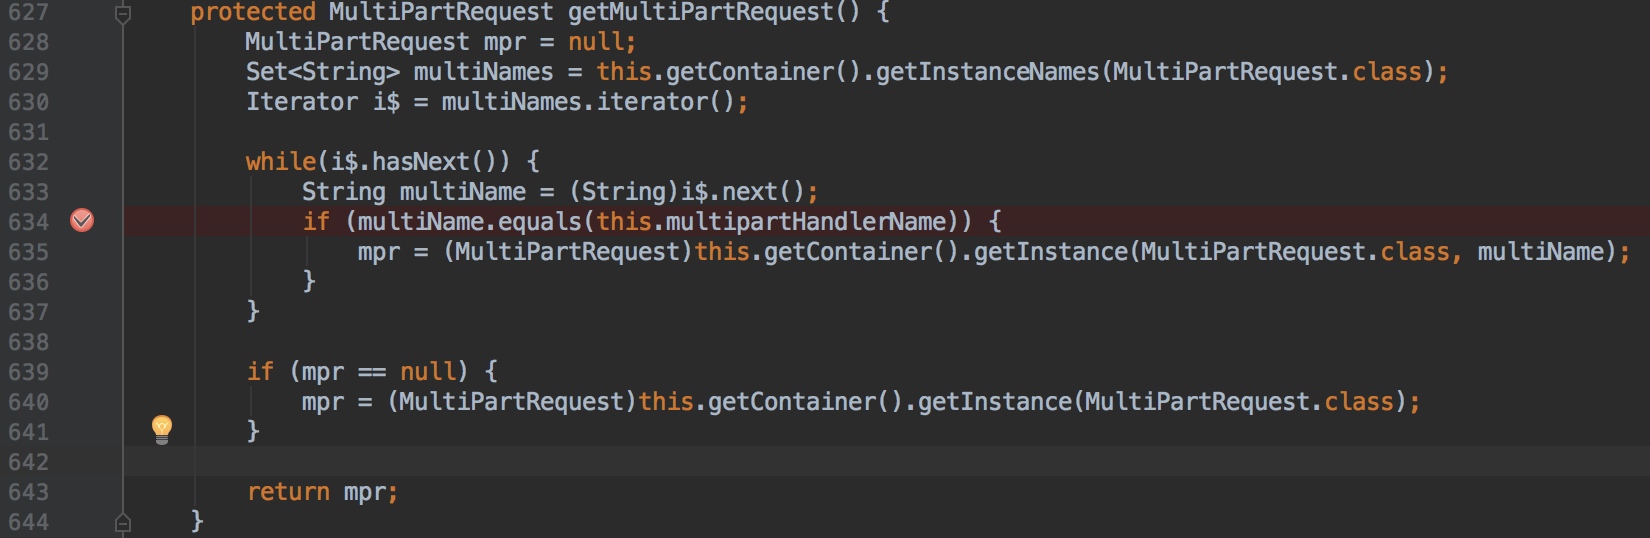 627 protected MultiPartRequest getMultiPartRequest() {
628 MultiPartRequest mpr = null;
629 Set<String> multiNames = this.getContainer().getInstanceNames(MultiPartRequest.class);
630 Iterator i$ = multiNames.iterator();
631
632 while(i$.hasNext()) {
633 String multiName = (String)i$.next();
634 if (multiName.equals(this.multipartHandlerName)) {
635 mpr = (MultiPartRequest)this.getContainer().getInstance(MultiPartRequest.class, multiName);
636 }
637 }
638
639 if (mpr == null) {
640 mpr = (MultiPartRequest)this.getContainer().getInstance(MultiPartRequest.class);
641 }
642
643 return mpr;
644 }